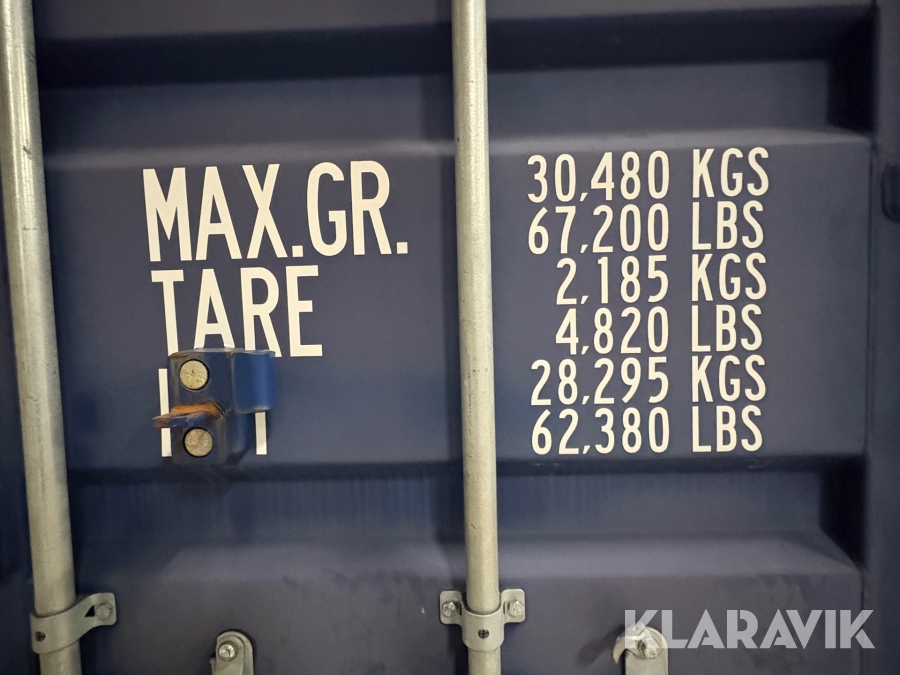 MAX.GR. 30,480 KGS
67,200 LBS
TARE 2,185 KGS
4,820 LBS
28,295 KGS
62,380 LBS
KLARAVIK